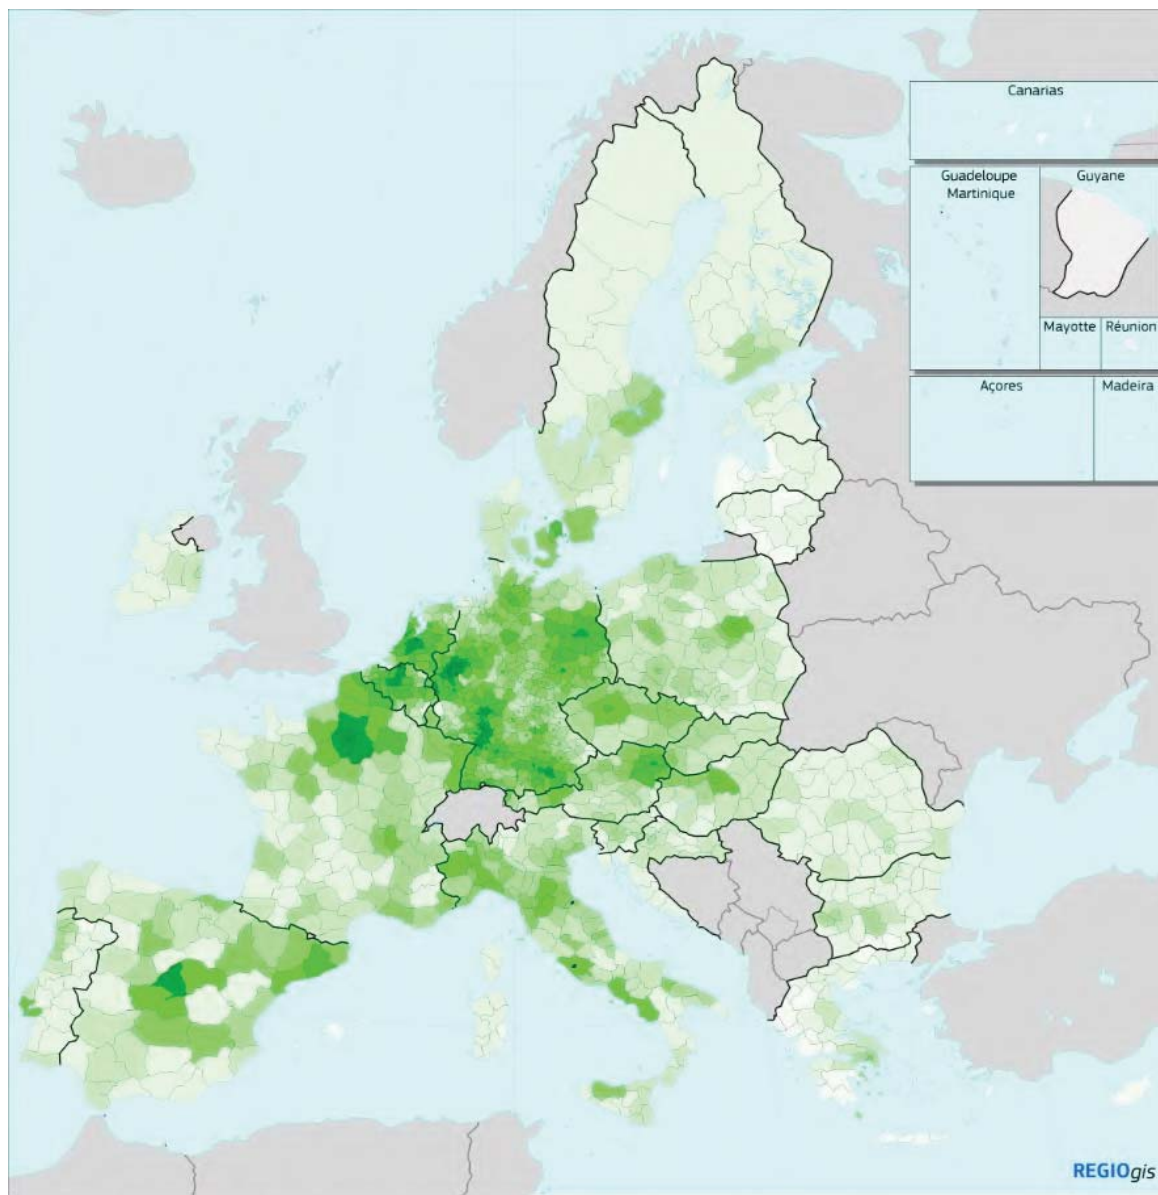 Canarias
Guadeloupe
Martinique
Guyane
Mayotte
Réunion
Açores
Madeira
REGIOgis